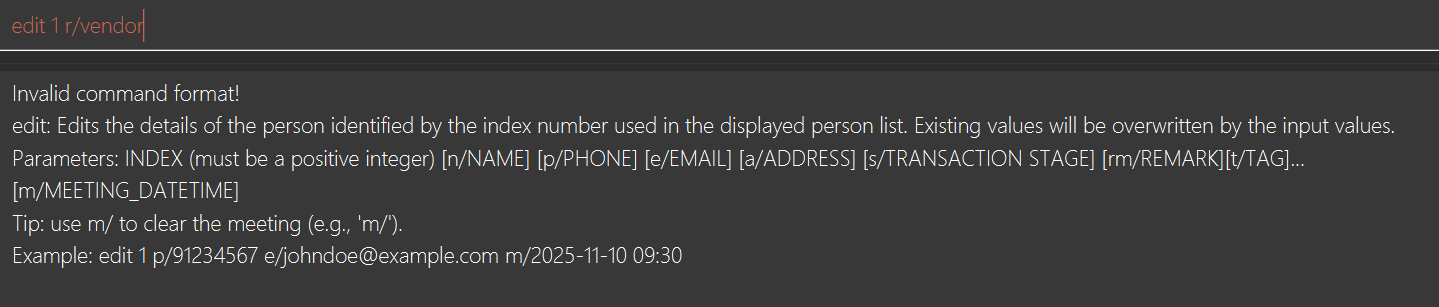 edit 1 r/vendor
Invalid command format!
edit: Edits the details of the person identified by the index number used in the displayed person list. Existing values will be overwritten by the input values.
Parameters: INDEX (must be a positive integer) [n/NAME] [p/PHONE] [e/EMAIL] [a/ADDRESS] [s/TRANSACTION STAGE] [rm/REMARK][t/TAG]...
[m/MEETING_DATETIME]
Tip: use m/ to clear the meeting (e.g., 'm/').
Example: edit 1 p/91234567 e/johndoe@example.com m/2025-11-10 09:30